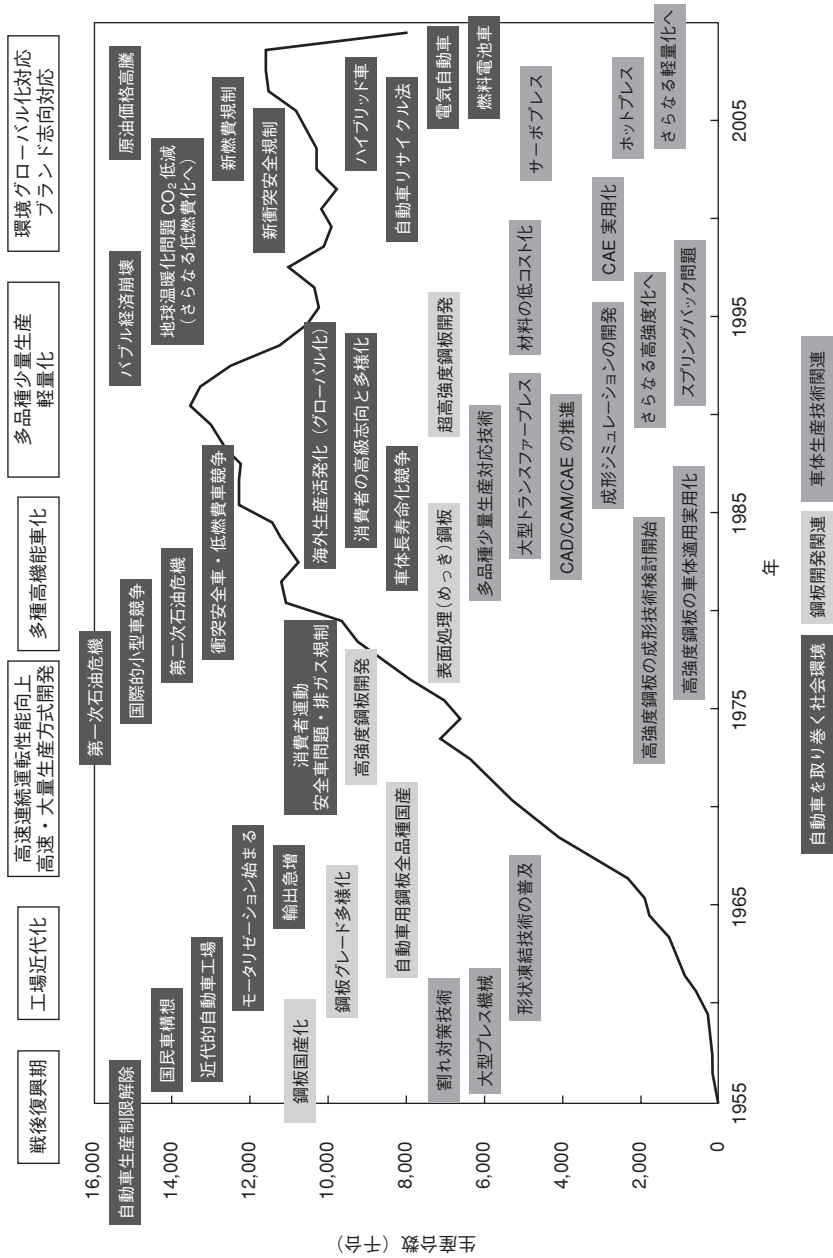 戦後復興期
工場近代化
高速連続運転性能向上
高速・大量生産方式開発
多種高機能車化
多品種少量生産
軽量化
環境グローバル化対応
ブランド志向対応
生産台数（千台）
16,000
14,000
12,000
10,000
8,000
6,000
4,000
2,000
0
自動車生産制限解除
国民車構想
近代的自動車工場
モータリゼーション始まる
輸出急増
鋼板国産化
鋼板グレード多様化
自動車用鋼板全品種国産
割れ対策技術
大型プレス機械
形状凍結技術の普及
第一次石油危機
国際的小型車競争
第二次石油危機
衝突安全車・低燃費車競争
消費者運動
安全車問題・排ガス規制
高強度鋼板開発
海外生産活発化（グローバル化）
消費者の高級志向と多様化
車体長寿命化競争
表面処理（めっき）鋼板
超高強度鋼板開発
多品種少量生産対応技術
大型トランスファープレス
材料の低コスト化
CAD/CAM/CAE の推進
成形シミュレーションの開発
CAE 実用化
高強度鋼板の成形技術検討開始
さらなる高強度化へ
高強度鋼板の車体適用実用化
スプリングバック問題
バブル経済崩壊
原油価格高騰
地球温暖化問題 CO₂ 低減
（さらなる低燃費化へ）
新燃費規制
新衝突安全規制
ハイブリッド車
自動車リサイクル法
電気自動車
燃料電池車
サーボプレス
ホットプレス
さらなる軽量化へ
1955
1965
1975
1985
1995
2005
年
自動車を取り巻く社会環境
鋼板開発関連
車体生産技術関連